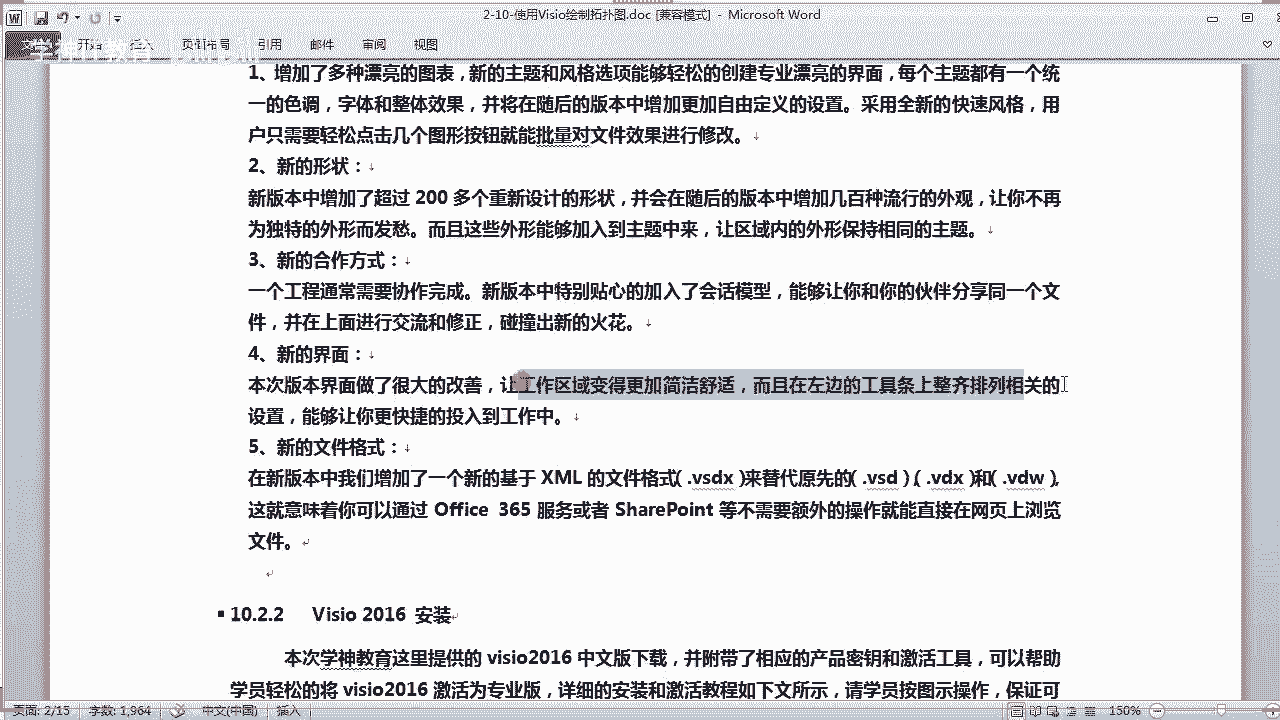 2-10-使用Visio绘制拓扑图.doc [兼容模式] - Microsoft Word
学神IT教育
页面布局 引用 邮件 审阅 视图
1、增加了多种漂亮的图表，新的主题和风格选项能够轻松的创建专业漂亮的界面，每个主题都有一个统
一的色调，字体和整体效果，并将在随后的版本中增加更加自由定义的设置。采用全新的快速风格，用
户只需要轻松点击几个图形按钮就能批量对文件效果进行修改。
2、新的形状：
新版本中增加了超过 200 多个重新设计的形状，并会在随后的版本中增加几百种流行的外观，让你不再
为独特的外形而发愁。而且这些外形能够加入到主题中来，让区域内的外形保持相同的主题。
3、新的合作方式：
一个工程通常需要协作完成。新版本中特别贴心的加入了会话模型，能够让你和你的伙伴分享同一个文
件，并在上面进行交流和修正，碰撞出新的火花。
4、新的界面：
本次版本界面做了很大的改善，让工作区域变得更加简洁舒适，而且在左边的工具条上整齐排列相关的
设置，能够让你更快捷的投入到工作中。
5、新的文件格式：
在新版本中我们增加了一个新的基于 XML 的文件格式( .vsdx )来替代原先的( .vsd ),( .vdx )和( .vdw ),
这就意味着你可以通过 Office 365 服务或者 SharePoint 等不需要额外的操作就能直接在网页上浏览
文件。
10.2.2 Visio 2016 安装
本次学神教育这里提供的 visio2016 中文版下载，并附带了相应的产品密钥和激活工具，可以帮助
学员轻松的将 visio2016 激活为专业版，详细的安装和激活教程如下文所示，请学员按图示操作，保证可
页面: 2/15 字数: 1,964 中文(中国) 插入 150%